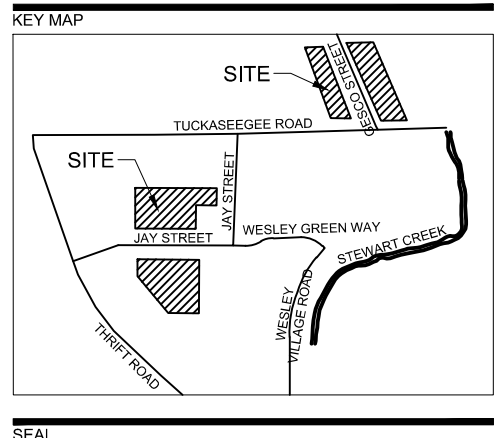 KEY MAP
SITE
GESCO STREET
TUCKASEEGEE ROAD
SITE
JAY STREET
JAY STREET
WESLEY GREEN WAY
STEWART CREEK
WESLEY
VILLAGE ROAD
THRIFT ROAD
SEAL